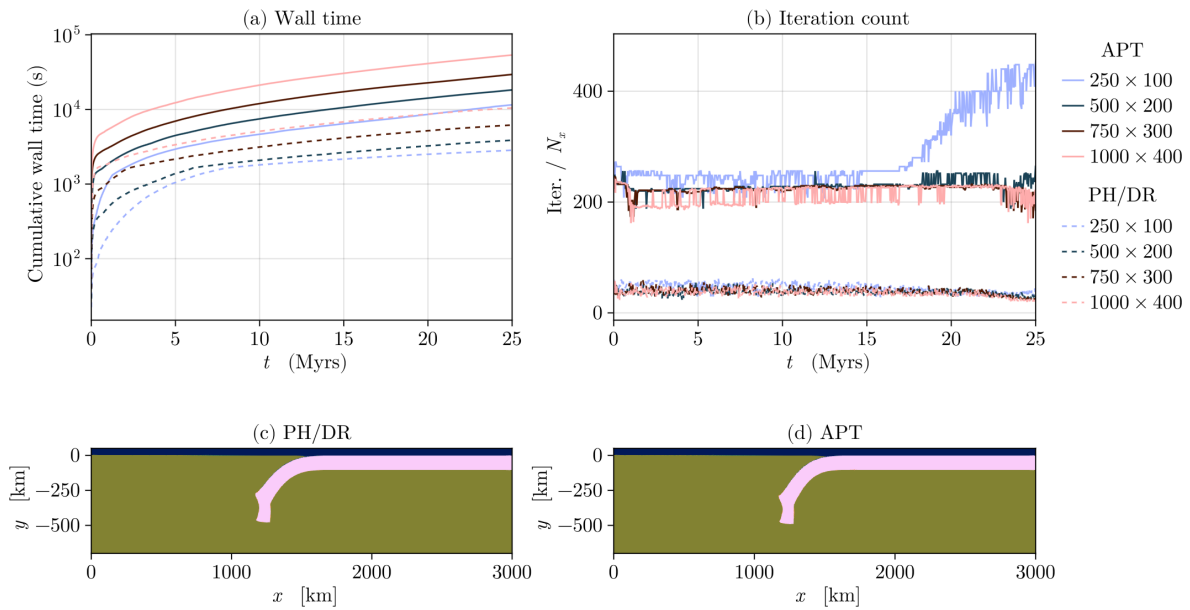 (a) Wall time
Cumulative wall time (s)
10^5
10^4
10^3
10^2
0 5 10 15 20 25
t (Myrs)
(b) Iteration count
Iter. / N_x
400
200
0
0 5 10 15 20 25
t (Myrs)
APT
250 × 100
500 × 200
750 × 300
1000 × 400
PH/DR
250 × 100
500 × 200
750 × 300
1000 × 400
(c) PH/DR
y [km]
0
−250
−500
0 1000 2000 3000
x [km]
(d) APT
y [km]
0
−250
−500
0 1000 2000 3000
x [km]